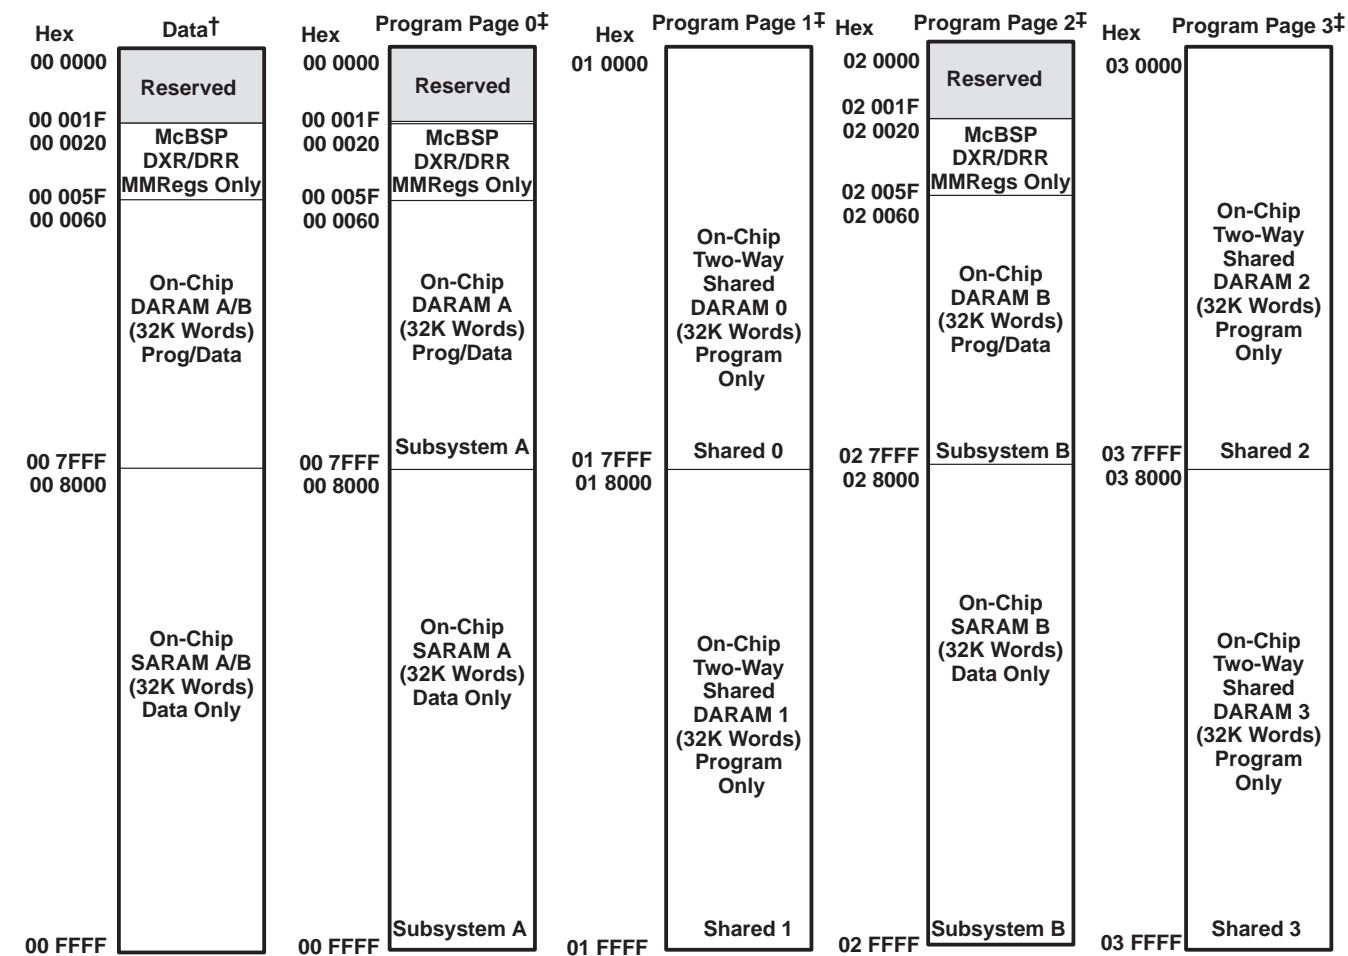 Hex
Data†
00 0000
Reserved
00 001F
00 0020
McBSP
DXR/DRR
MMRegs Only
00 005F
00 0060
On-Chip
DARAM A/B
(32K Words)
Prog/Data
00 7FFF
00 8000
On-Chip
SARAM A/B
(32K Words)
Data Only
00 FFFF
Hex
Program Page 0‡
00 0000
Reserved
00 001F
00 0020
McBSP
DXR/DRR
MMRegs Only
00 005F
00 0060
On-Chip
DARAM A
(32K Words)
Prog/Data
Subsystem A
00 7FFF
00 8000
On-Chip
SARAM A
(32K Words)
Data Only
Subsystem A
00 FFFF
Hex
Program Page 1‡
01 0000
On-Chip
Two-Way
Shared
DARAM 0
(32K Words)
Program
Only
Shared 0
01 7FFF
01 8000
On-Chip
Two-Way
Shared
DARAM 1
(32K Words)
Program
Only
Shared 1
01 FFFF
Hex
Program Page 2‡
02 0000
Reserved
02 001F
02 0020
McBSP
DXR/DRR
MMRegs Only
02 005F
02 0060
On-Chip
DARAM B
(32K Words)
Prog/Data
Subsystem B
02 7FFF
02 8000
On-Chip
SARAM B
(32K Words)
Data Only
Subsystem B
02 FFFF
Hex
Program Page 3‡
03 0000
On-Chip
Two-Way
Shared
DARAM 2
(32K Words)
Program
Only
Shared 2
03 7FFF
03 8000
On-Chip
Two-Way
Shared
DARAM 3
(32K Words)
Program
Only
Shared 3
03 FFFF